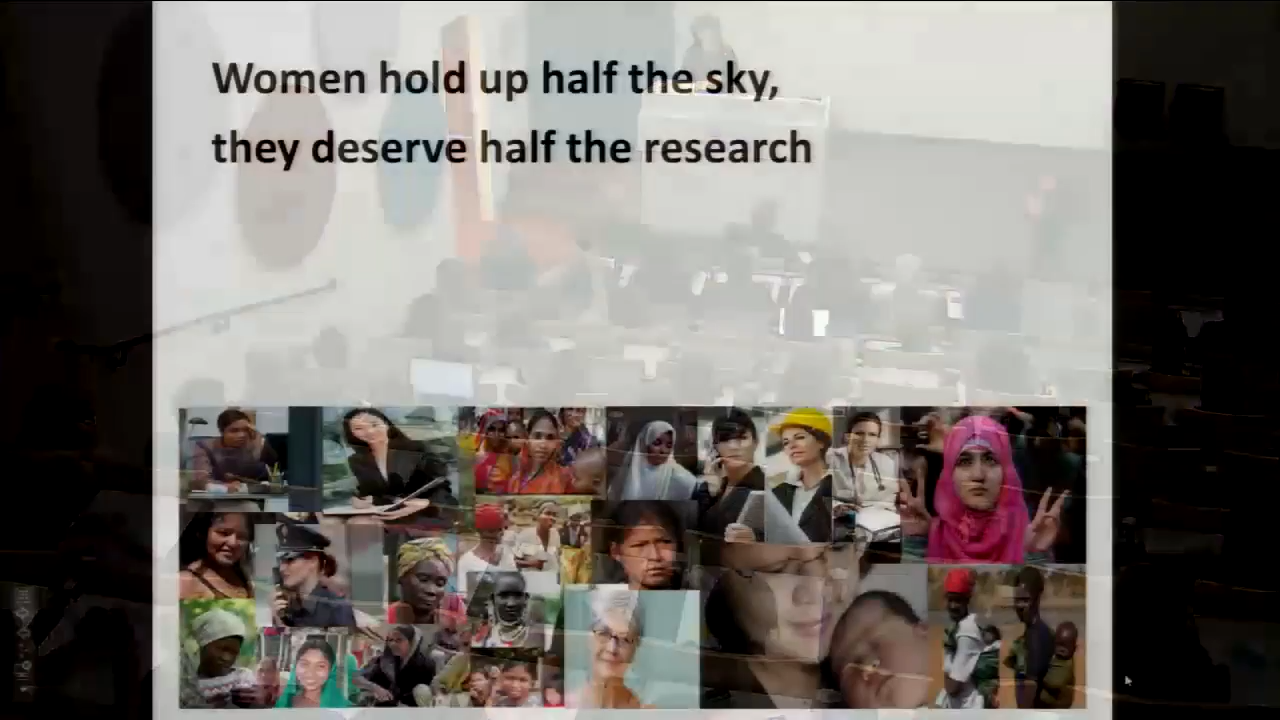 Women hold up half the sky,
they deserve half the research